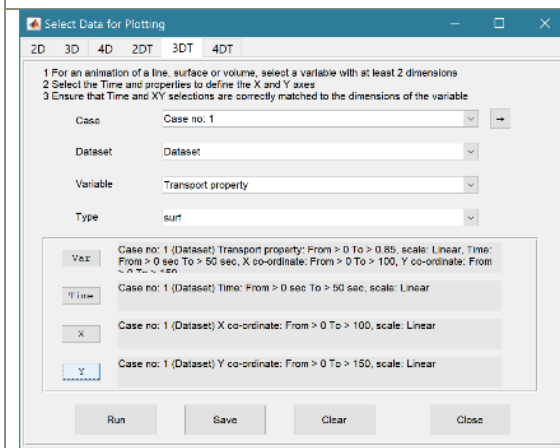 Select Data for Plotting
2D 3D 4D 2DT 3DT 4DT
1 For an animation of a line, surface or volume, select a variable with at least 2 dimensions
2 Select the Time and properties to define the X and Y axes
3 Ensure that Time and XY selections are correctly matched to the dimensions of the variable
Case Case no: 1 →
Dataset Dataset
Variable Transport property
Type surf
Var
Case no: 1 (Dataset) Transport property: From > 0 To > 0.85, scale: Linear, Time:
From > 0 sec To > 50 sec, X co-ordinate: From > 0 To > 100, Y co-ordinate: From
> 0 To > 150
Time Case no: 1 (Dataset) Time: From > 0 sec To > 50 sec, scale: Linear
X Case no: 1 (Dataset) X co-ordinate: From > 0 To > 100, scale: Linear
Y Case no: 1 (Dataset) Y co-ordinate: From > 0 To > 150, scale: Linear
Run Save Clear Close